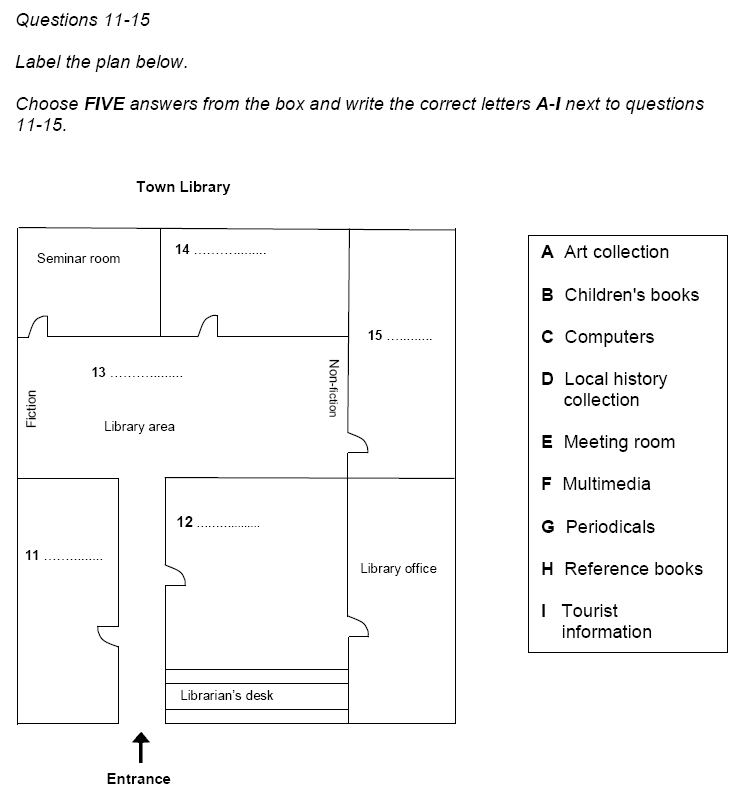 Questions 11-15
Label the plan below.
Choose FIVE answers from the box and write the correct letters A-I next to questions
11-15.
Town Library
Seminar room
14 ...................
15 ............
13 ...................
Fiction
Non-fiction
Library area
12 .................
11 ...............
Library office
Librarian's desk
Entrance
A Art collection
B Children's books
C Computers
D Local history
collection
E Meeting room
F Multimedia
G Periodicals
H Reference books
I Tourist
information